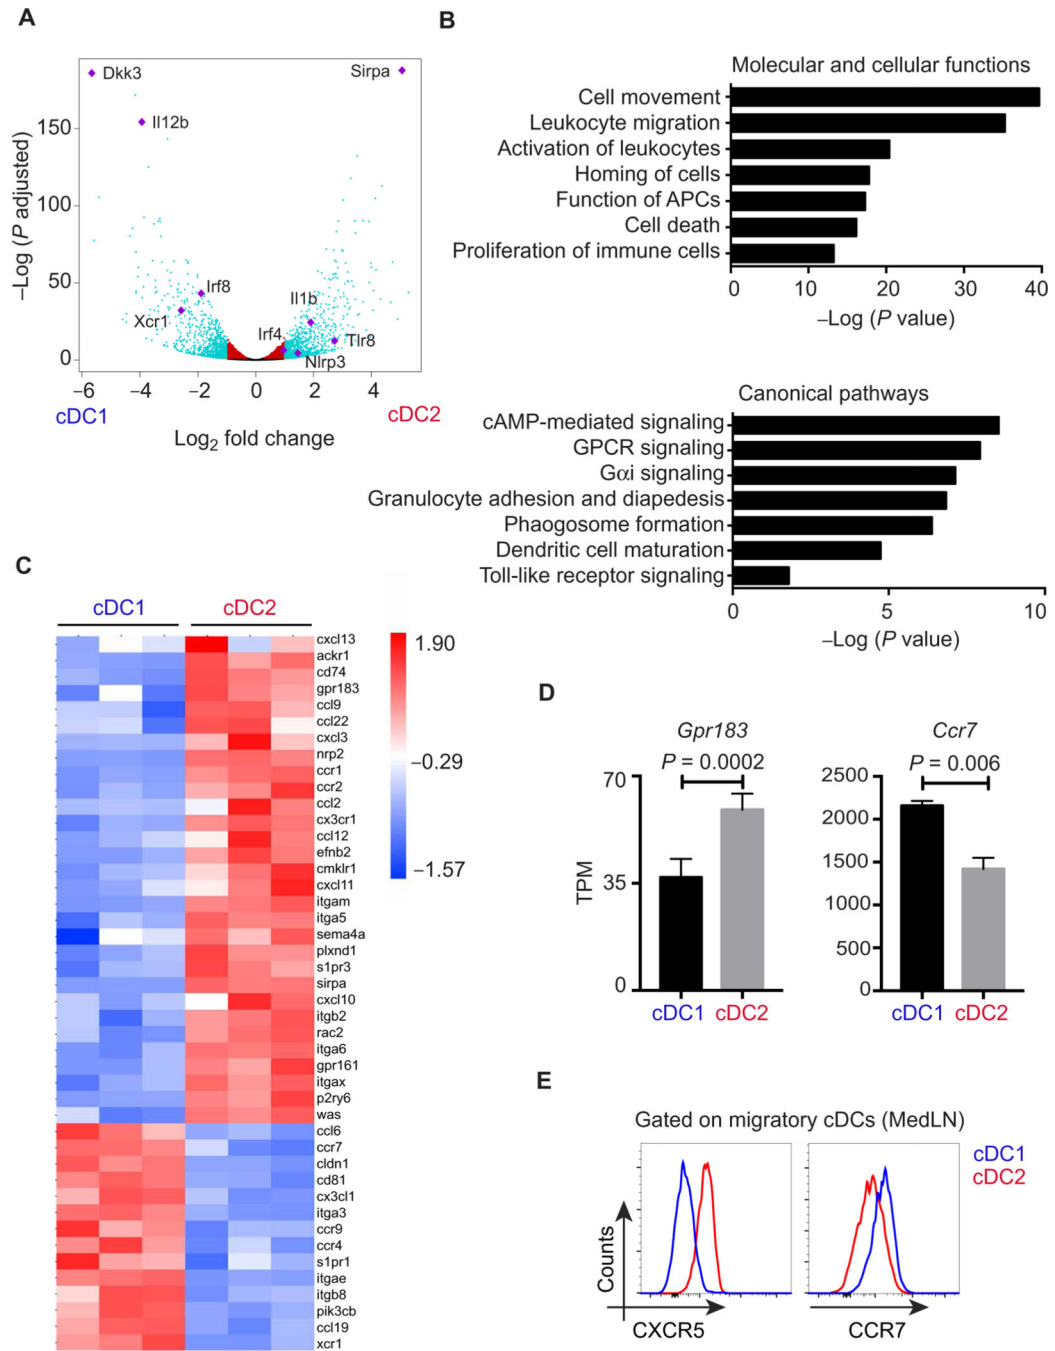 A
Dkk3
Sirpa
Il12b
Irf8
Xcr1
Il1b
Irf4
Tlr8
Nlrp3
−Log (P adjusted)
150
100
50
0
−6 −4 −2 0 2 4
cDC1
cDC2
Log2 fold change
B
Molecular and cellular functions
Cell movement
Leukocyte migration
Activation of leukocytes
Homing of cells
Function of APCs
Cell death
Proliferation of immune cells
0 10 20 30 40
−Log (P value)
Canonical pathways
cAMP-mediated signaling
GPCR signaling
Gαi signaling
Granulocyte adhesion and diapedesis
Phaogosome formation
Dendritic cell maturation
Toll-like receptor signaling
0 5 10
−Log (P value)
C
cDC1 cDC2
cxcl13
ackr1
cd74
gpr183
ccl9
ccl22
cxcl3
nrp2
ccr1
ccr2
ccl2
cx3cr1
ccl12
efnb2
cmklr1
cxcl11
itgam
itga5
sema4a
plxnd1
s1pr3
sirpa
cxcl10
itgb2
rac2
itga6
gpr161
itgax
p2ry6
was
ccl6
ccr7
cldn1
cd81
cx3cl1
itga3
ccr9
ccr4
s1pr1
itgae
itgb8
pik3cb
ccl19
xcr1
1.90
−0.29
−1.57
D
Gpr183
P = 0.0002
TPM
70
35
0
cDC1 cDC2
Ccr7
P = 0.006
2500
2000
1500
1000
500
0
cDC1 cDC2
E
Gated on migratory cDCs (MedLN)
cDC1
cDC2
Counts
CXCR5
CCR7